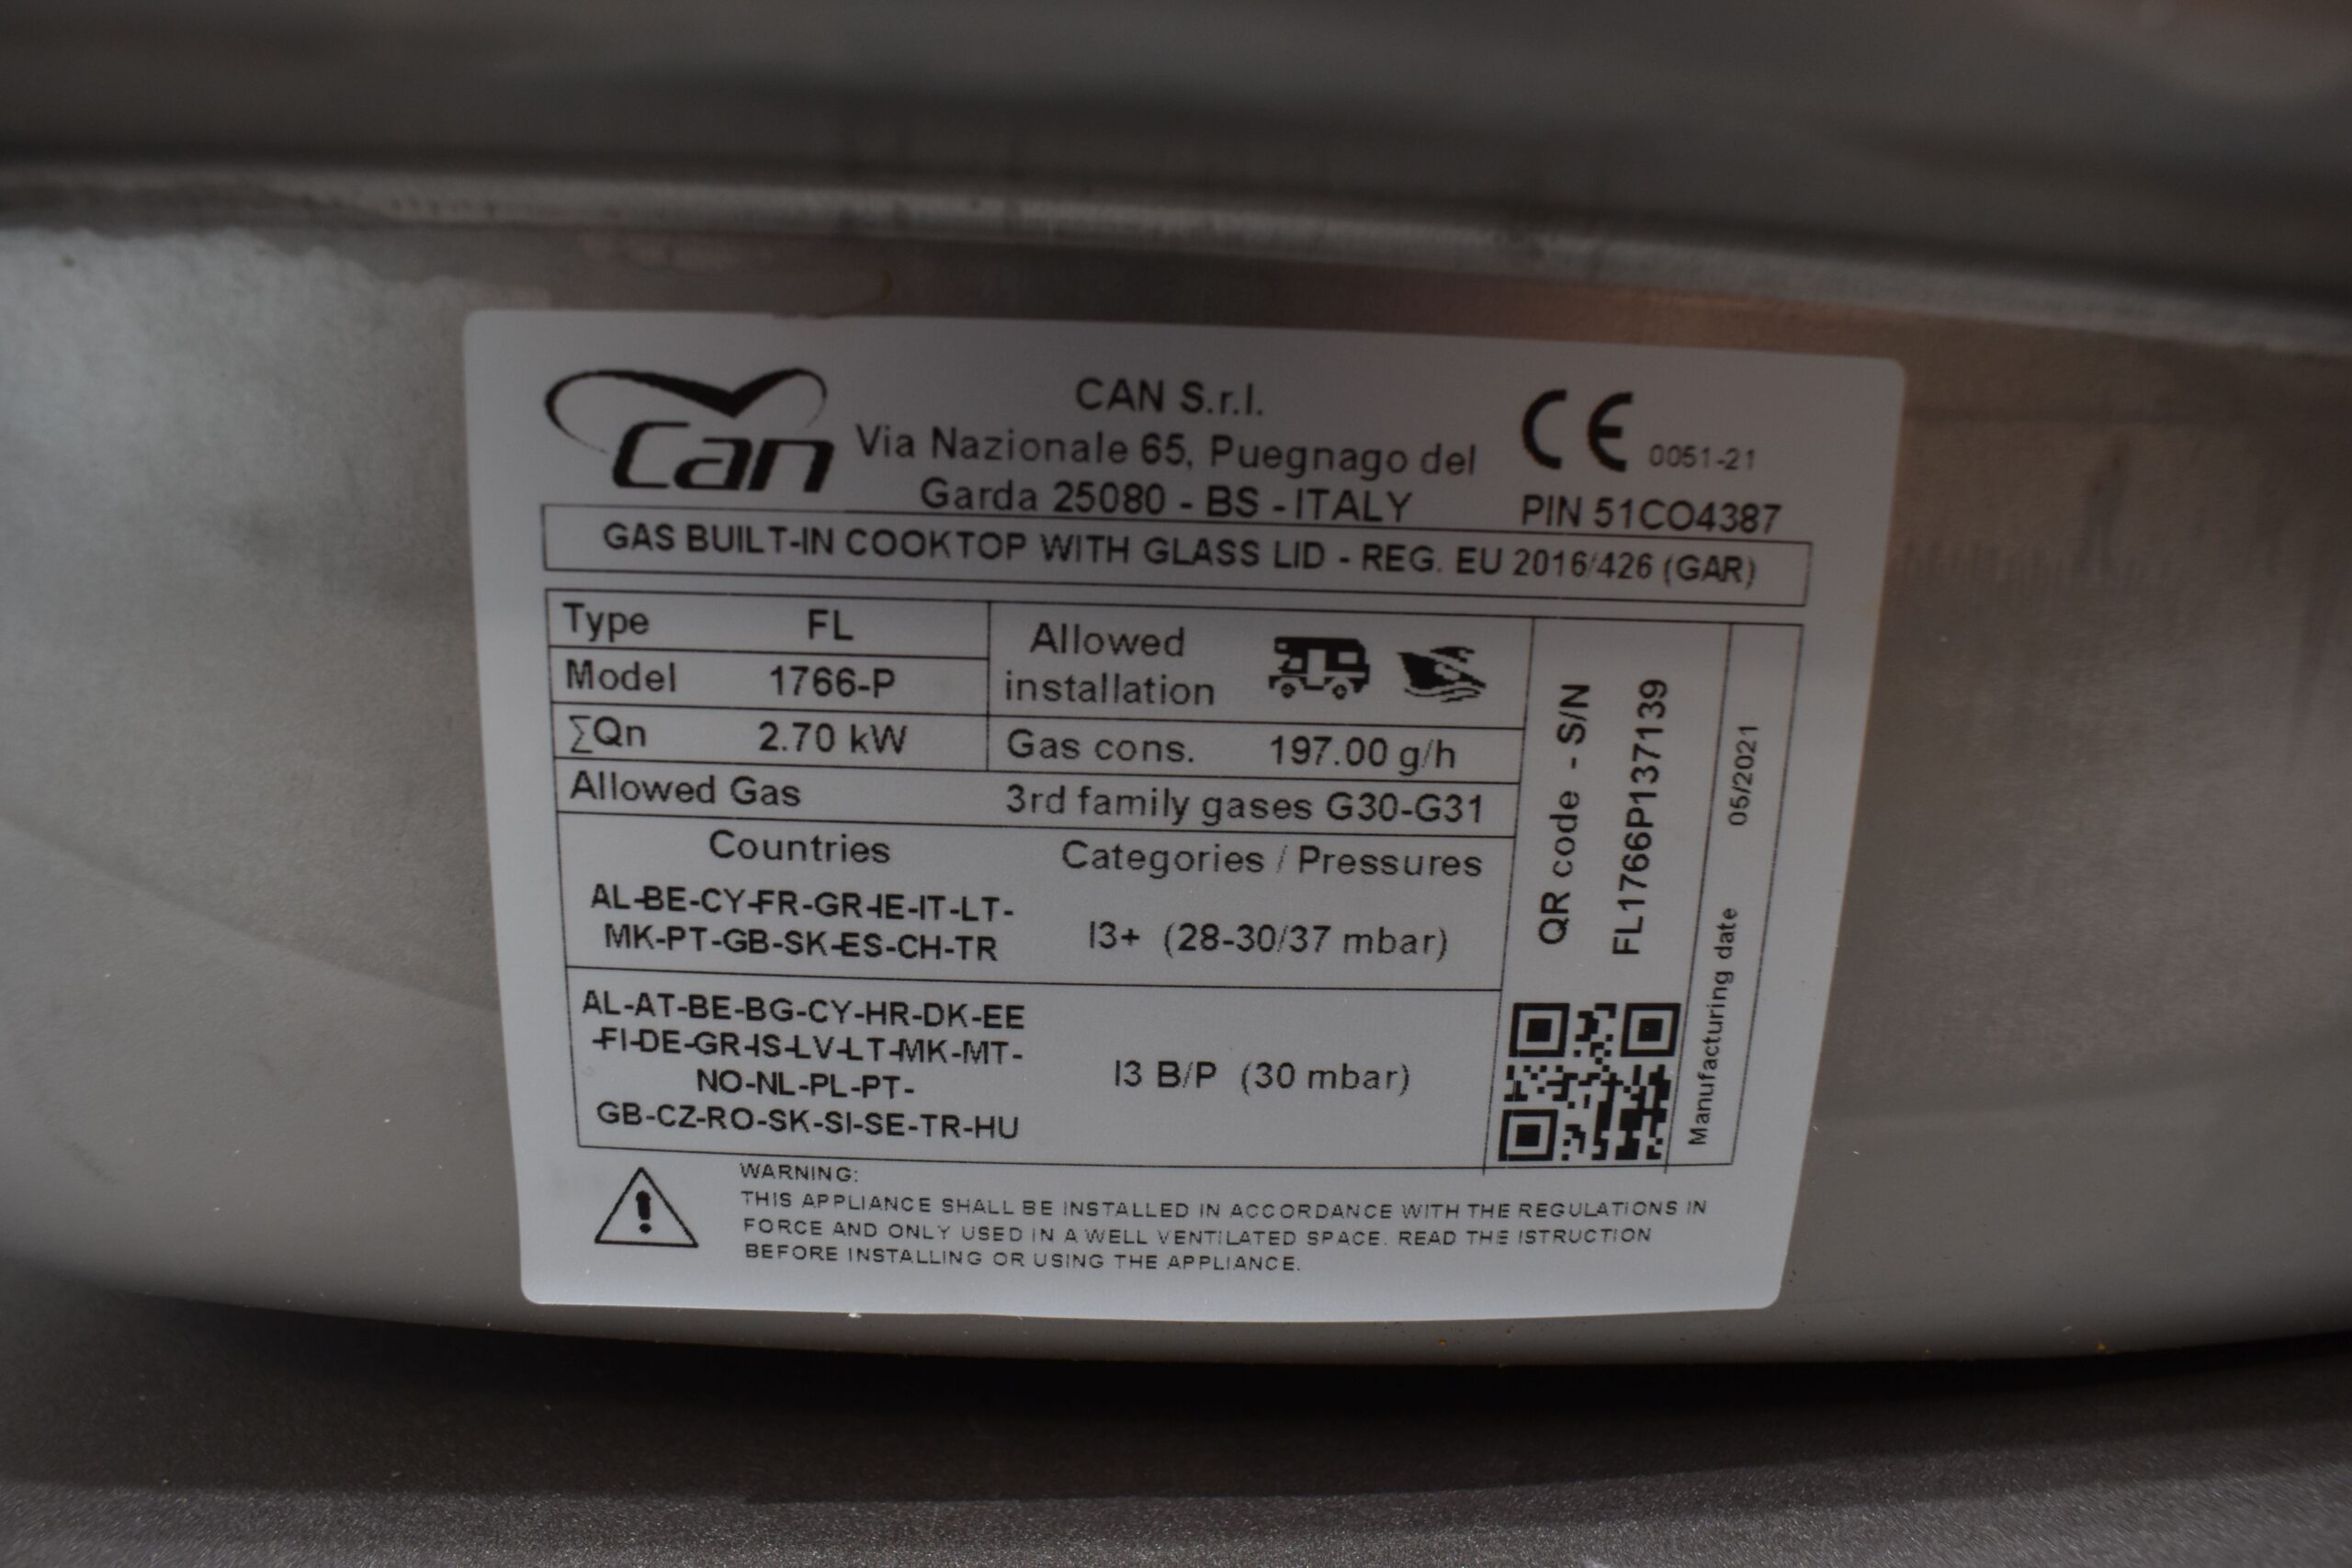 Can
CAN S.r.l.
Via Nazionale 65, Puegnago del
Garda 25080 - BS - ITALY
CE 0051-21
PIN 51CO4387
GAS BUILT-IN COOKTOP WITH GLASS LID - REG. EU 2016/426 (GAR)
Type FL
Model 1766-P
Allowed
installation
∑Qn 2.70 kW
Gas cons. 197.00 g/h
Allowed Gas 3rd family gases G30-G31
Countries Categories / Pressures
AL-BE-CY-FR-GR-IE-IT-LT-
MK-PT-GB-SK-ES-CH-TR
I3+ (28-30/37 mbar)
AL-AT-BE-BG-CY-HR-DK-EE
-FI-DE-GR-IS-LV-LT-MK-MT-
NO-NL-PL-PT-
GB-CZ-RO-SK-SI-SE-TR-HU
I3 B/P (30 mbar)
QR code - S/N
FL1766P137139
Manufacturing date 05/2021
WARNING:
THIS APPLIANCE SHALL BE INSTALLED IN ACCORDANCE WITH THE REGULATIONS IN
FORCE AND ONLY USED IN A WELL VENTILATED SPACE. READ THE ISTRUCTION
BEFORE INSTALLING OR USING THE APPLIANCE.